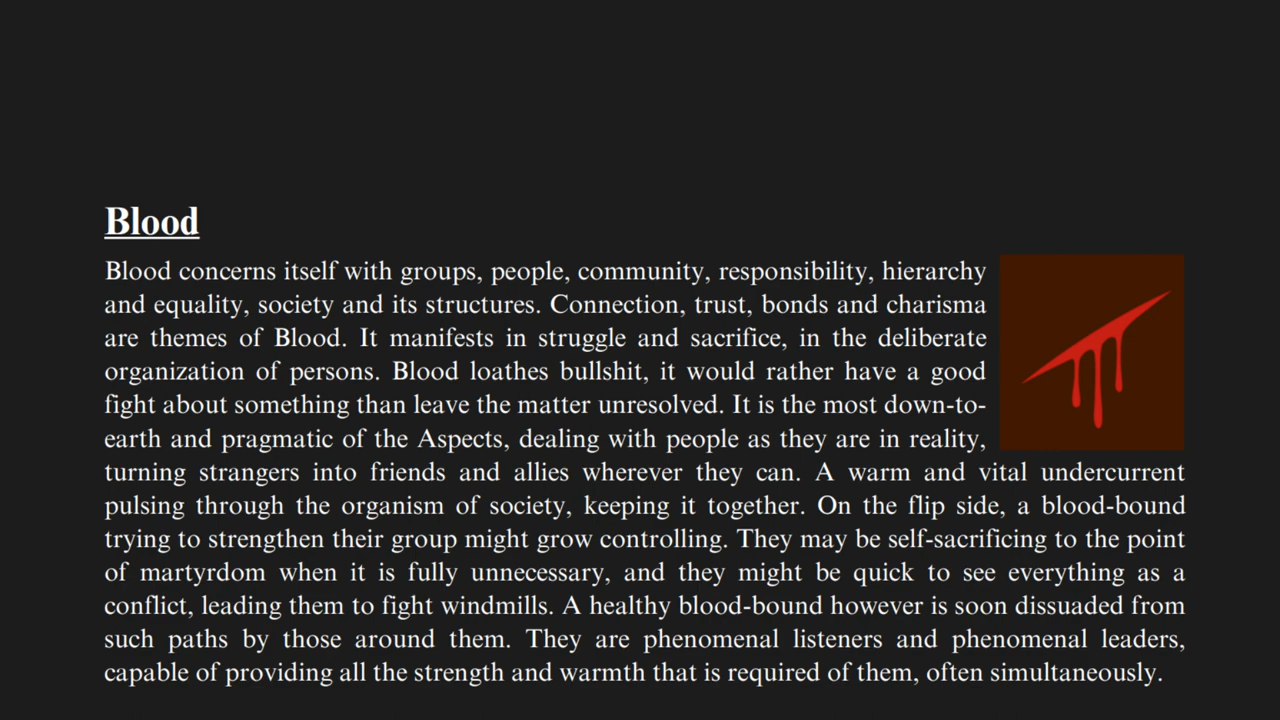 Blood
Blood concerns itself with groups, people, community, responsibility, hierarchy
and equality, society and its structures. Connection, trust, bonds and charisma
are themes of Blood. It manifests in struggle and sacrifice, in the deliberate
organization of persons. Blood loathes bullshit, it would rather have a good
fight about something than leave the matter unresolved. It is the most down-to-
earth and pragmatic of the Aspects, dealing with people as they are in reality,
turning strangers into friends and allies wherever they can. A warm and vital undercurrent
pulsing through the organism of society, keeping it together. On the flip side, a blood-bound
trying to strengthen their group might grow controlling. They may be self-sacrificing to the point
of martyrdom when it is fully unnecessary, and they might be quick to see everything as a
conflict, leading them to fight windmills. A healthy blood-bound however is soon dissuaded from
such paths by those around them. They are phenomenal listeners and phenomenal leaders,
capable of providing all the strength and warmth that is required of them, often simultaneously.